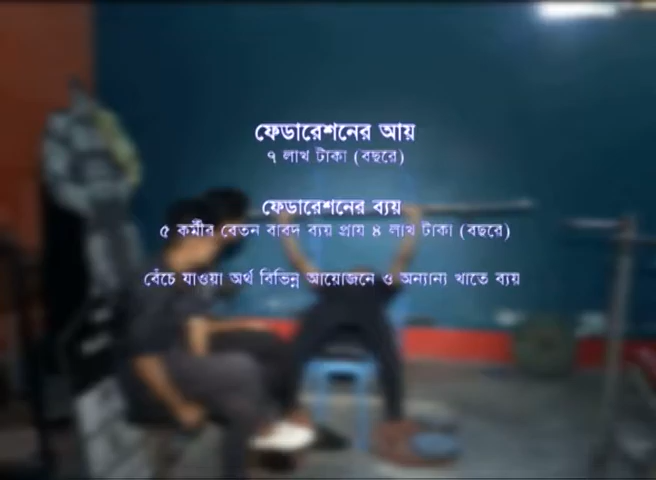 ফেডারেশনের আয়
৭ লাখ টাকা (বছরে)
ফেডারেশনের ব্যয়
৫ কর্মীর বেতন বাবদ ব্যয় প্রায় ৪ লাখ টাকা (বছরে)
বেঁচে যাওয়া অর্থ বিভিন্ন আয়োজনে ও অন্যান্য খাতে ব্যয়